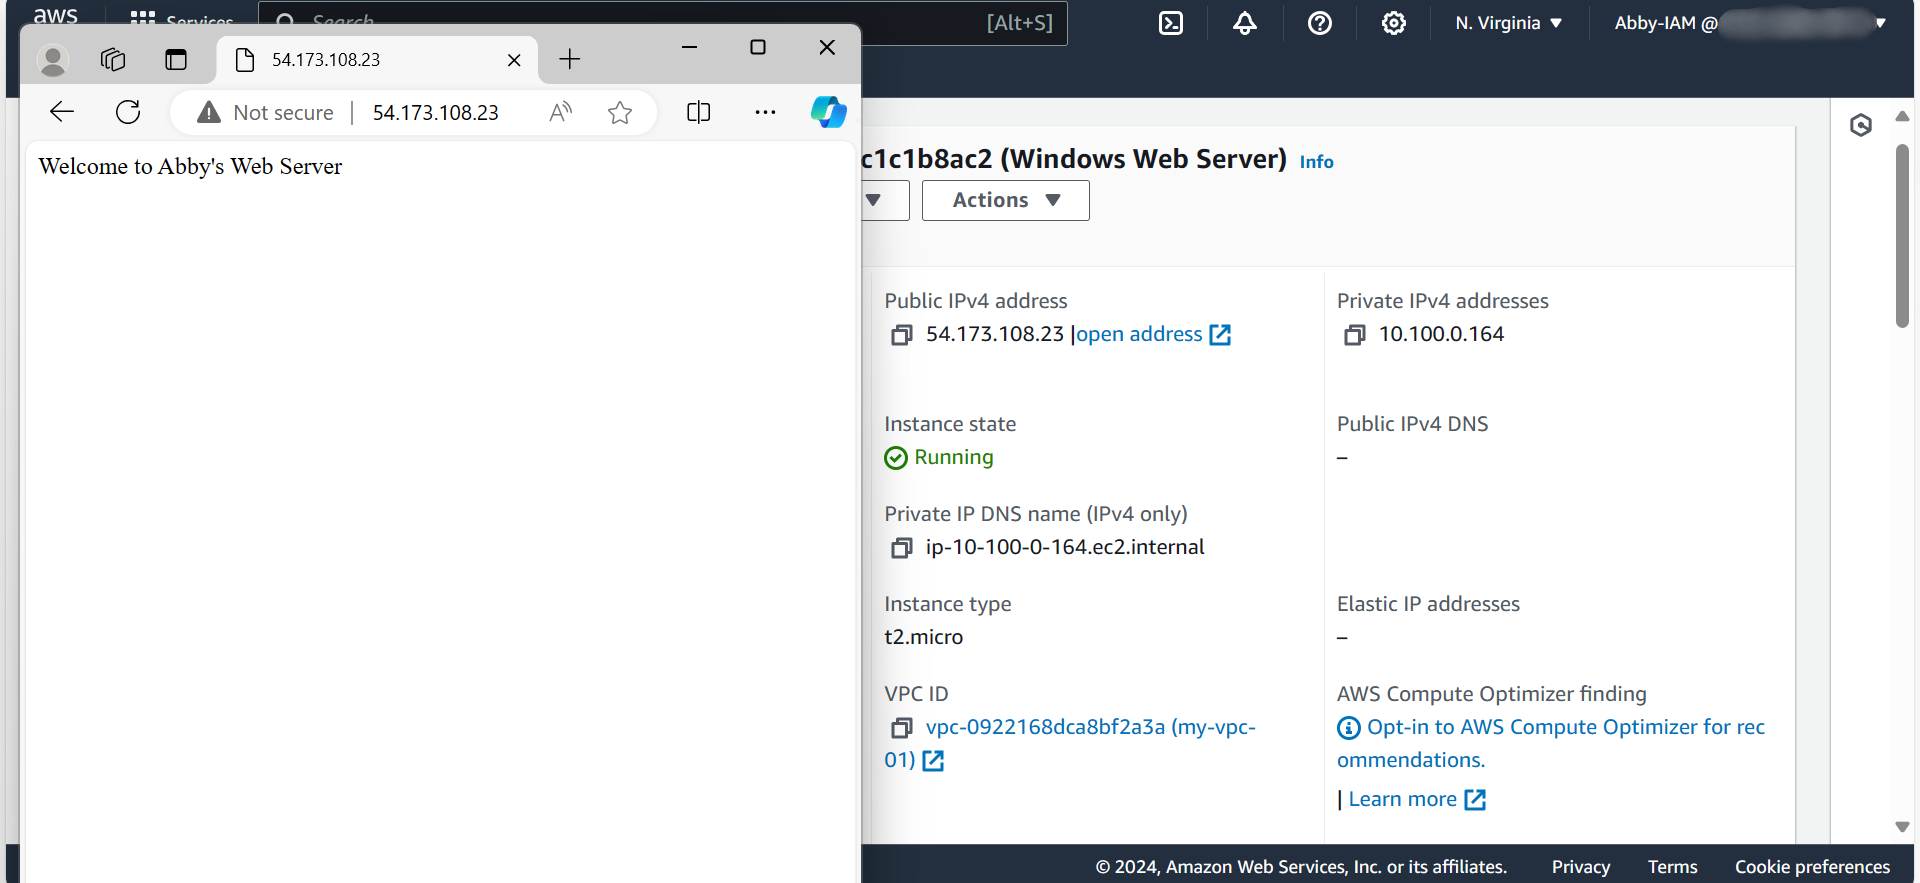 aws
Services
Search
[Alt+S]
N. Virginia
Abby-IAM @
54.173.108.23
Not secure
54.173.108.23
Welcome to Abby's Web Server
c1c1b8ac2 (Windows Web Server) Info
Actions
Public IPv4 address
54.173.108.23 |open address
Private IPv4 addresses
10.100.0.164
Instance state
Running
Public IPv4 DNS
–
Private IP DNS name (IPv4 only)
ip-10-100-0-164.ec2.internal
Instance type
t2.micro
Elastic IP addresses
–
VPC ID
vpc-0922168dca8bf2a3a (my-vpc-
01)
AWS Compute Optimizer finding
Opt-in to AWS Compute Optimizer for rec
ommendations.
| Learn more
© 2024, Amazon Web Services, Inc. or its affiliates.
Privacy
Terms
Cookie preferences